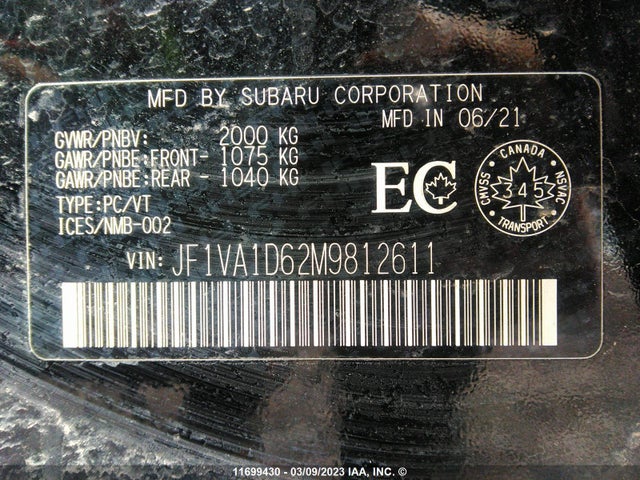 MFD BY SUBARU CORPORATION
MFD IN 06/21
GVWR/PNBV: 2000 KG
GAWR/PNBE:FRONT- 1075 KG
GAWR/PNBE:REAR - 1040 KG
TYPE:PC/VT
ICES/NMB-002
EC
CANADA
CMVSS
345
NSVAC
TRANSPORT
VIN: JF1VA1D62M9812611
11699430 - 03/09/2023 IAA, INC. ©